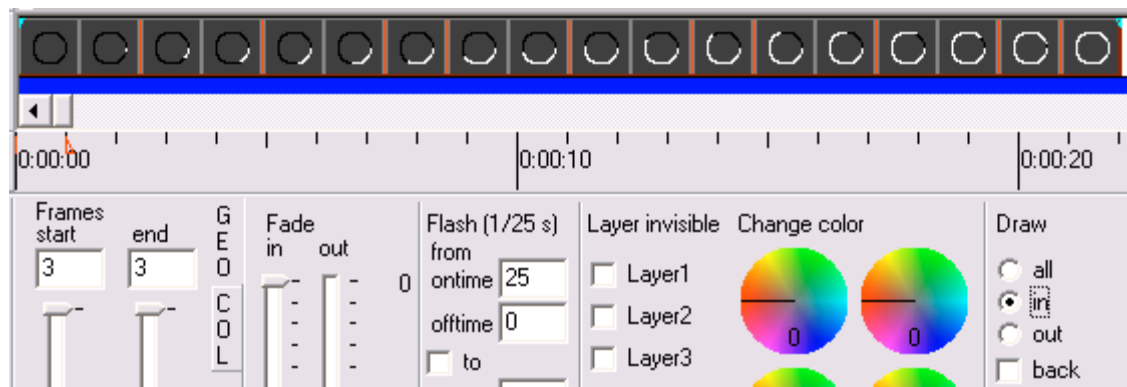 0:00:00 0:00:10 0:00:20
Frames
start end
3 3
GEO
COL
Fade
in out
0
Flash (1/25 s)
from
ontime 25
offtime 0
to
Layer invisible
Layer1
Layer2
Layer3
Change color
0 0
Draw
all
in
out
back